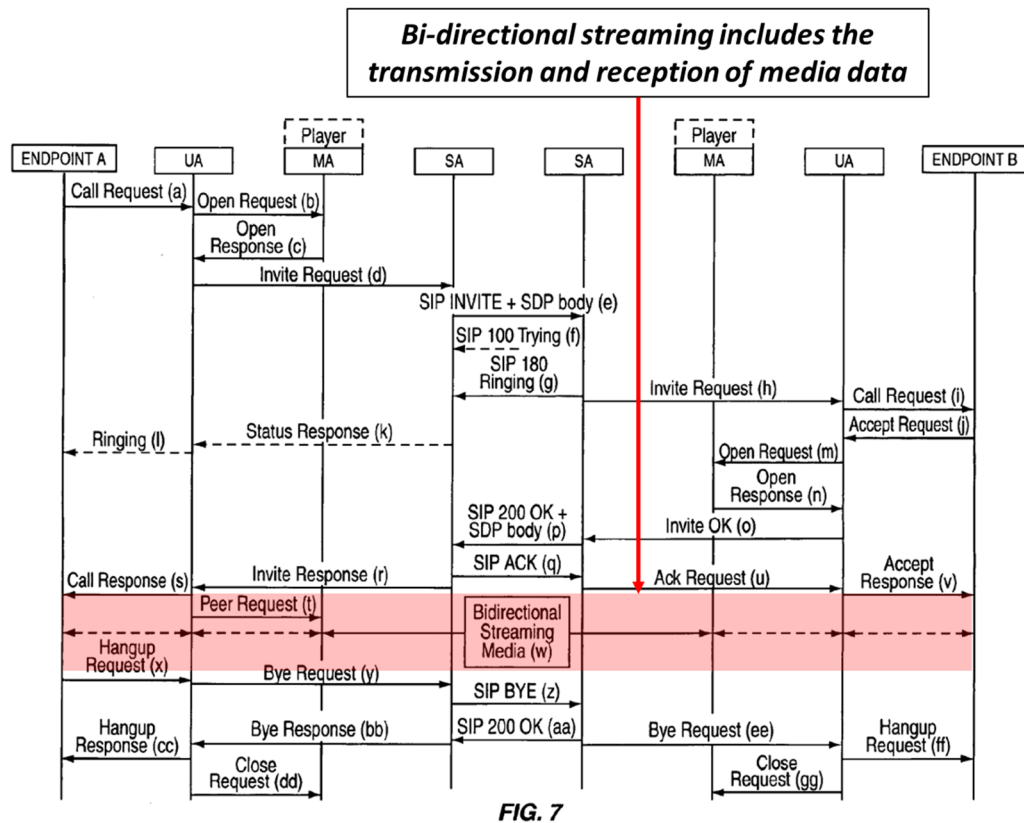 Bi-directional streaming includes the
transmission and reception of media data
Player
Player
ENDPOINT A
UA
MA
SA
SA
MA
UA
ENDPOINT B
Call Request (a)
Open Request (b)
Open
Response (c)
Invite Request (d)
SIP INVITE + SDP body (e)
SIP 100 Trying (f)
SIP 180
Ringing (g)
Invite Request (h)
Call Request (i)
Accept Request (j)
Status Response (k)
Ringing (l)
Open Request (m)
Open
Response (n)
SIP 200 OK +
SDP body (p)
Invite OK (o)
SIP ACK (q)
Call Response (s)
Invite Response (r)
Ack Request (u)
Accept
Response (v)
Peer Request (t)
Bidirectional
Streaming
Media (w)
Hangup
Request (x)
Bye Request (y)
SIP BYE (z)
SIP 200 OK (aa)
Hangup
Response (cc)
Bye Response (bb)
Bye Request (ee)
Hangup
Request (ff)
Close
Request (dd)
Close
Request (gg)
FIG. 7